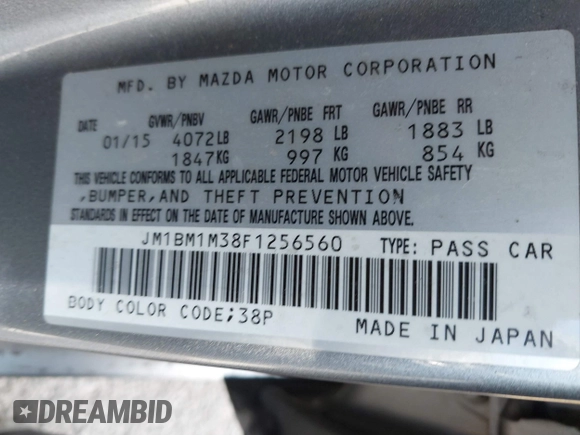 MFD. BY MAZDA MOTOR CORPORATION
DATE GVWR/PNBV GAWR/PNBE FRT GAWR/PNBE RR
01/15 4072LB 2198 LB 1883 LB
1847KG 997 KG 854 KG
THIS VEHICLE CONFORMS TO ALL APPLICABLE FEDERAL MOTOR VEHICLE SAFETY
,BUMPER,AND THEFT PREVENTION
STANDARDS IN EFFECT ON THE DATE OF MANUFACTURE SHOWN ABOVE.
JM1BM1M38F1256560 TYPE: PASS CAR
BODY COLOR CODE;38P
MADE IN JAPAN
DREAMBID